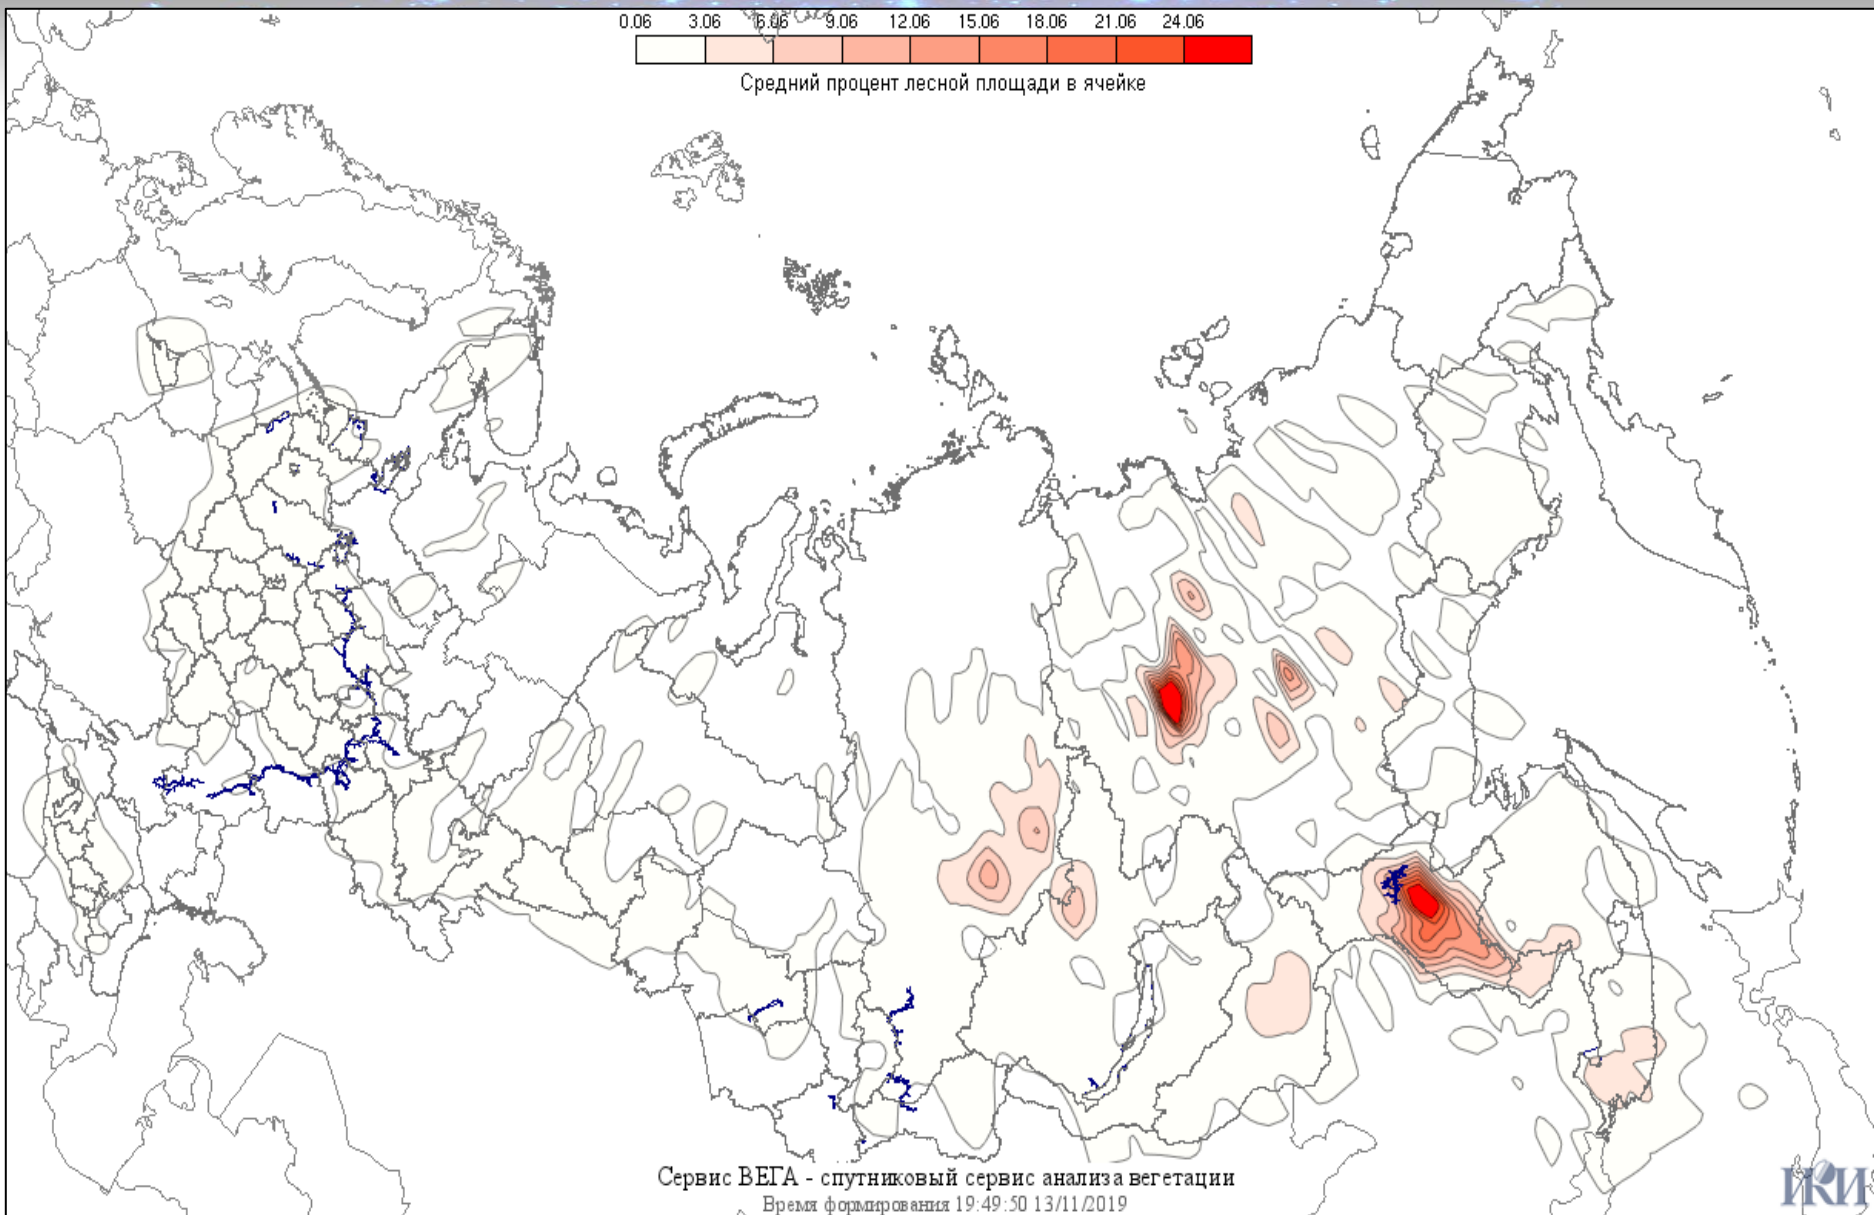 0.06 3.06 6.06 9.06 12.06 15.06 18.06 21.06 24.06
Средний процент лесной площади в ячейке
Сервис ВЕГА - спутниковый сервис анализа вегетации
Время формирования 19:49:50 13/11/2019
ИКИ